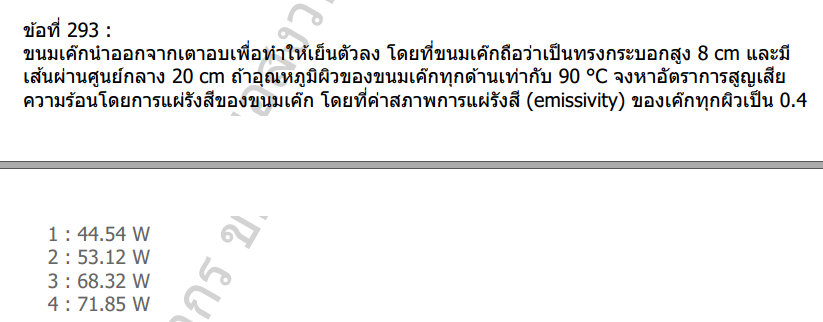 ข้อที่ 293 :
ขนมเค๊กนำออกจากเตาอบเพื่อทำให้เย็นตัวลง โดยที่ขนมเค๊กถือว่าเป็นทรงกระบอกสูง 8 cm และมี
เส้นผ่านศูนย์กลาง 20 cm ถ้าอุณหภูมิผิวของขนมเค๊กทุกด้านเท่ากับ 90 °C จงหาอัตราการสูญเสีย
ความร้อนโดยการแผ่รังสีของขนมเค๊ก โดยที่ค่าสภาพการแผ่รังสี (emissivity) ของเค๊กทุกผิวเป็น 0.4
1 : 44.54 W
2 : 53.12 W
3 : 68.32 W
4 : 71.85 W